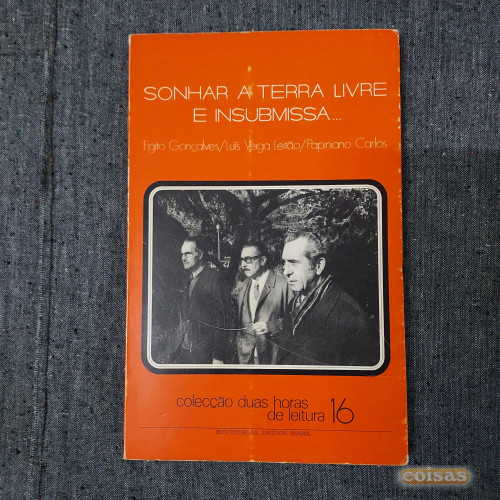 SONHAR A TERRA LIVRE
E INSUBMISSA...
Egito Gonçalves/Luís Veiga Leitão/Papiniano Carlos
colecção duas horas
de leitura 16
coisas